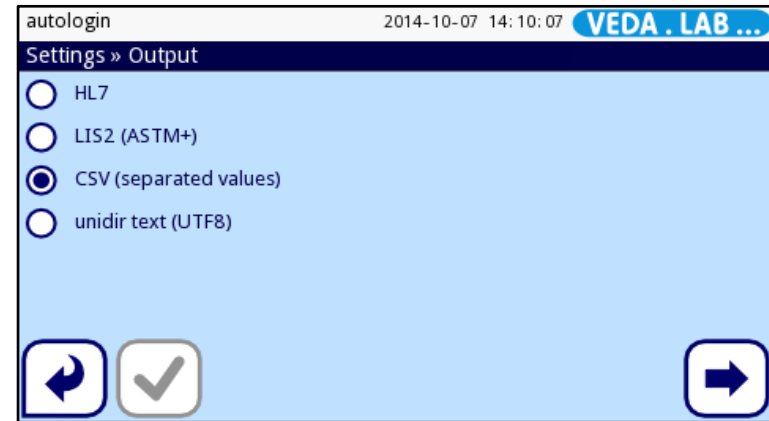 autologin 2014-10-07 14:10:07 VEDA.LAB...
Settings » Output
HL7
LIS2 (ASTM+)
CSV (separated values)
unidir text (UTF8)